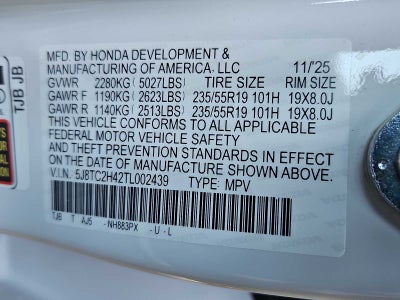 MFD. BY HONDA DEVELOPMENT &
MANUFACTURING OF AMERICA, LLC 11/'25
GVWR 2280KG (5027LBS) TIRE SIZE RIM SIZE
GAWR F 1190KG (2623LBS) 235/55R19 101H 19X8.0J
GAWR R 1140KG (2513LBS) 235/55R19 101H 19X8.0J
THIS VEHICLE CONFORMS TO ALL APPLICABLE
FEDERAL MOTOR VEHICLE SAFETY
AND THEFT PREVENTION STANDARDS IN EFFECT
ON THE DATE OF MANUFACTURE SHOWN ABOVE.
V.I.N. 5J8TC2H42TL002439 TYPE: MPV
TJB T AJ5 -NH883PX -U -L
TJB JB